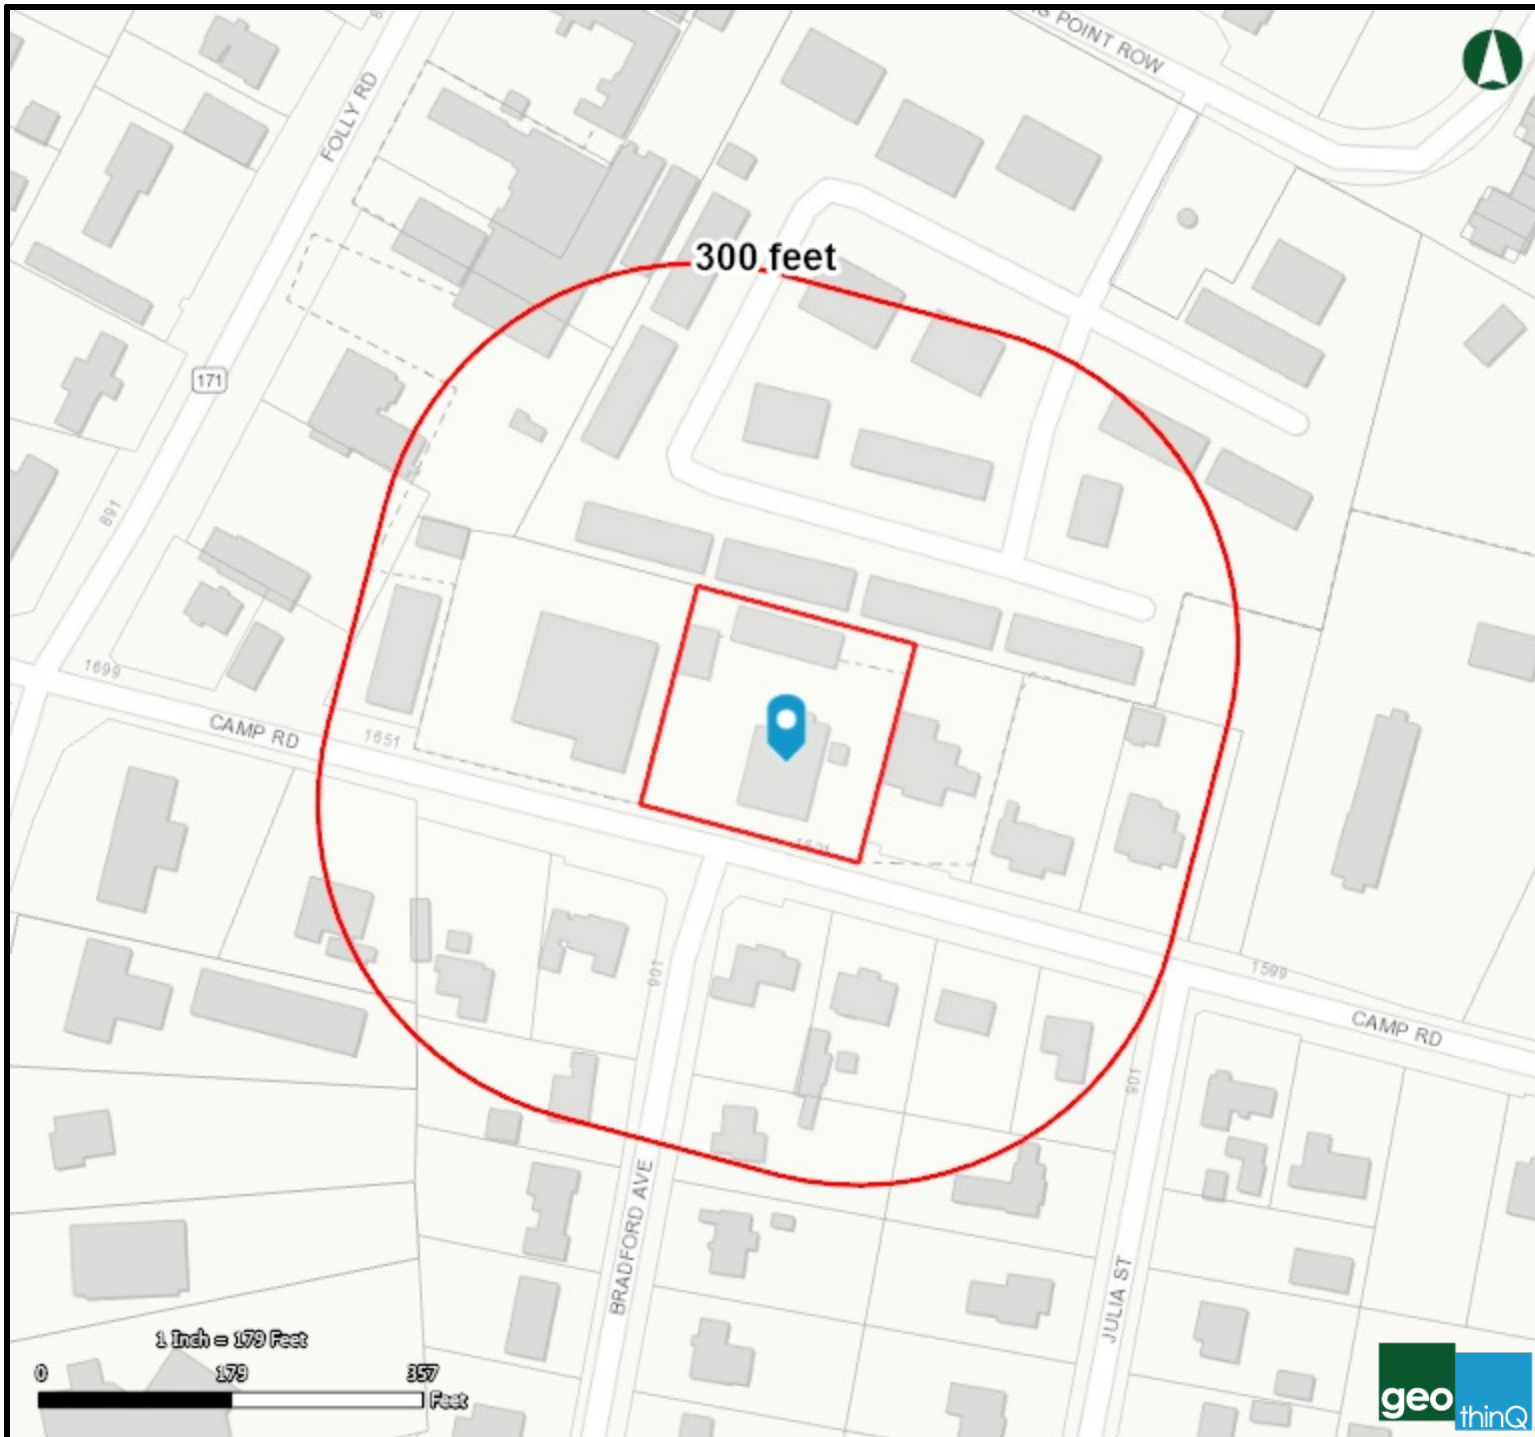 S POINT ROW
FOLLY RD
300 feet
171
891
1699
CAMP RD
1651
901
1599
CAMP RD
901
BRADFORD AVE
JULIA ST
1 Inch = 179 Feet
0 179 357
Feet
geo
thinQ